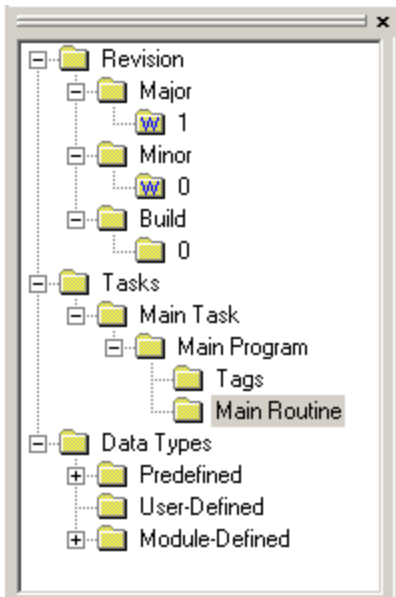 Revision
Major
W 1
Minor
W 0
Build
0
Tasks
Main Task
Main Program
Tags
Main Routine
Data Types
Predefined
User-Defined
Module-Defined